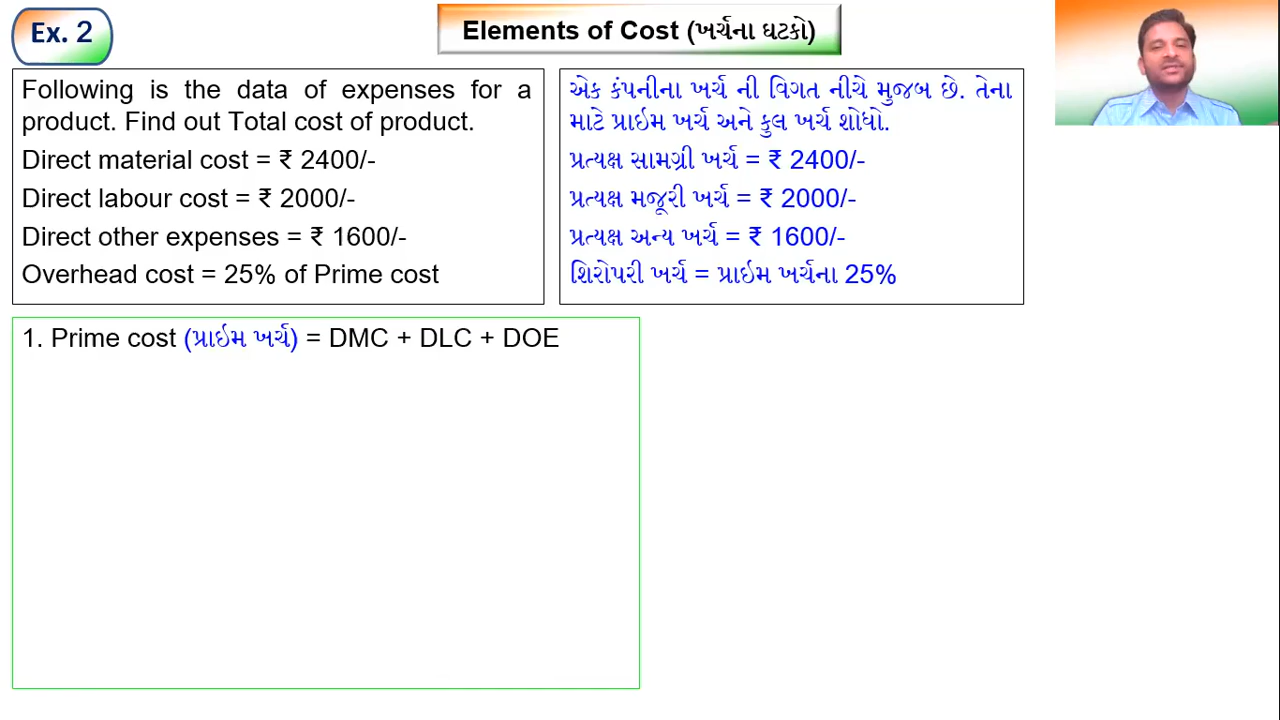 Ex. 2
Elements of Cost (ખર્ચના ઘટકો)
Following is the data of expenses for a
product. Find out Total cost of product.
Direct material cost = ₹ 2400/-
Direct labour cost = ₹ 2000/-
Direct other expenses = ₹ 1600/-
Overhead cost = 25% of Prime cost
એક કંપનીના ખર્ચ ની વિગત નીચે મુજબ છે. તેના
માટે પ્રાઇમ ખર્ચ અને કુલ ખર્ચ શોધો.
પ્રત્યક્ષ સામગ્રી ખર્ચ = ₹ 2400/-
પ્રત્યક્ષ મજૂરી ખર્ચ = ₹ 2000/-
પ્રત્યક્ષ અન્ય ખર્ચ = ₹ 1600/-
શિરોપરી ખર્ચ = પ્રાઇમ ખર્ચના 25%
1. Prime cost (પ્રાઇમ ખર્ચ) = DMC + DLC + DOE